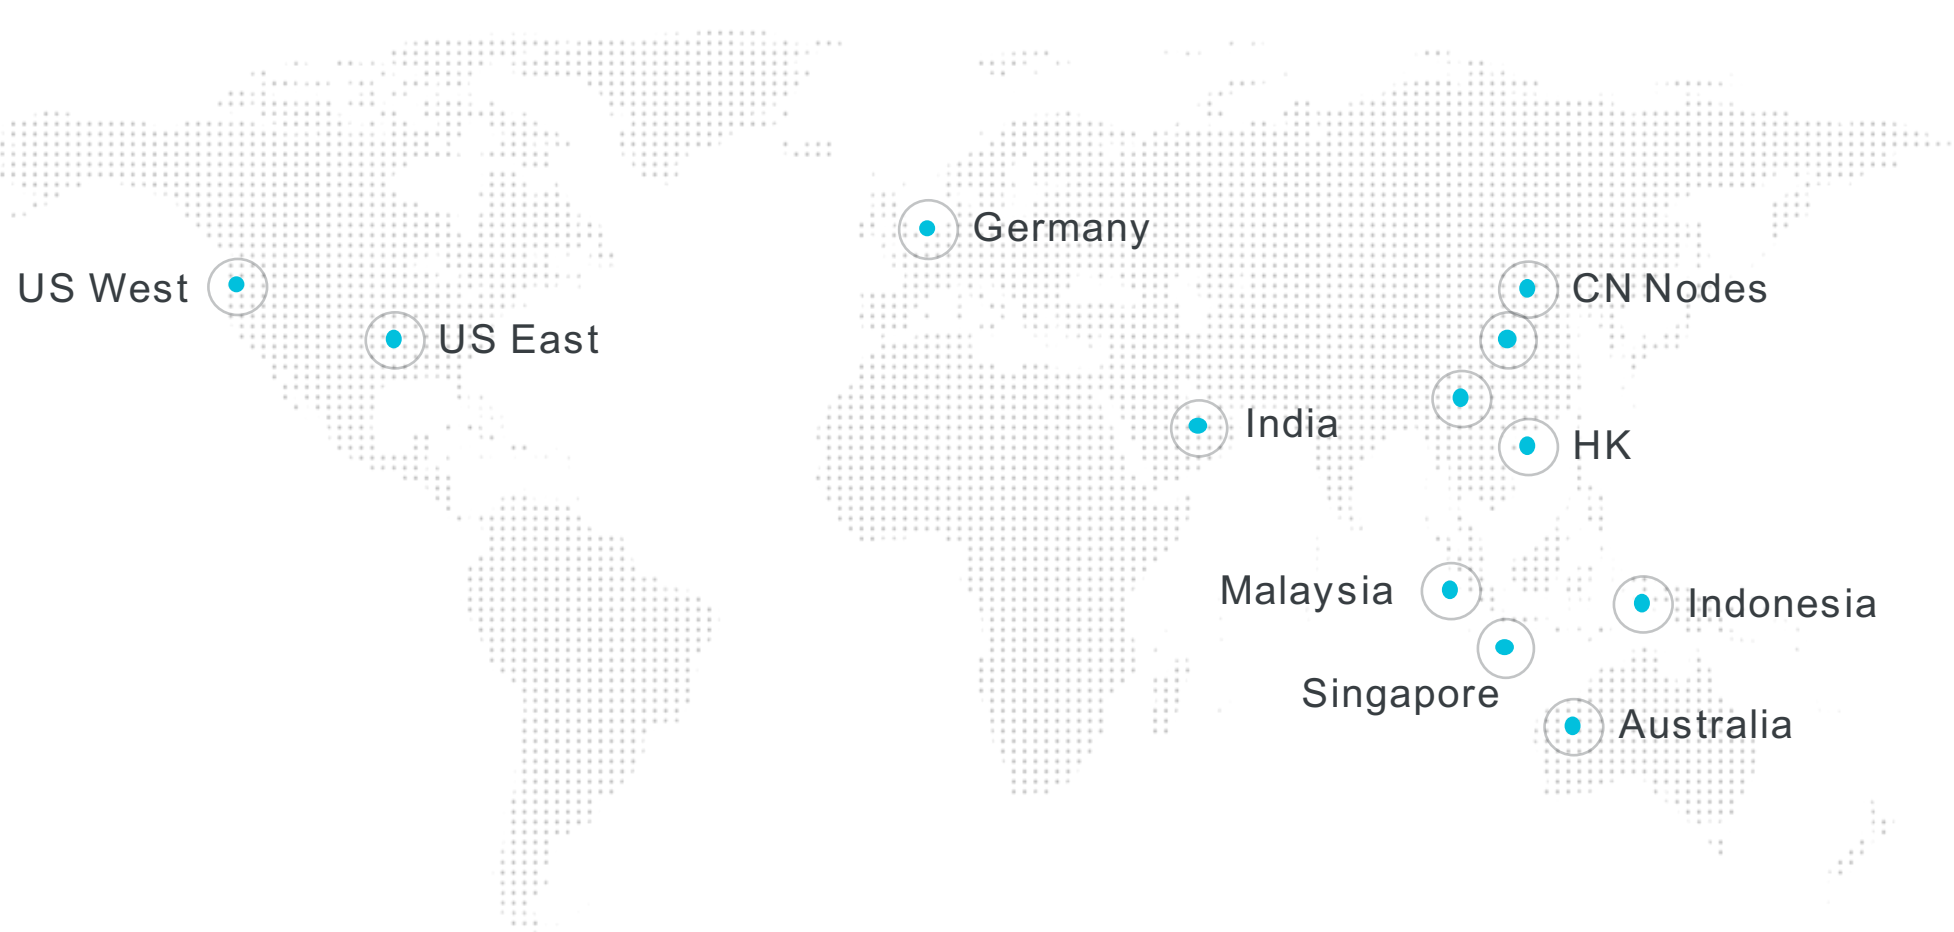 Germany
US West
CN Nodes
US East
India
HK
Malaysia
Indonesia
Singapore
Australia